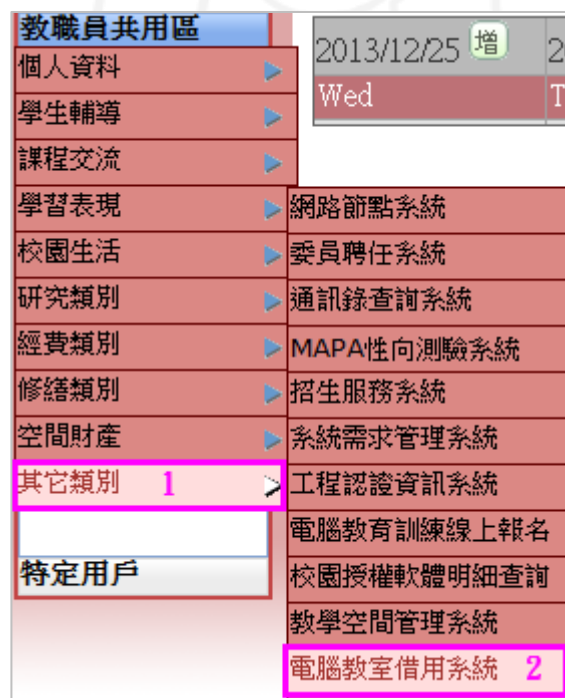 教職員共用區
個人資料
學生輔導
課程交流
學習表現
校園生活
研究類別
經費類別
修繕類別
空間財產
其它類別 1
特定用戶
2013/12/25 增 2
Wed T
網路節點系統
委員聘任系統
通訊錄查詢系統
MAPA性向測驗系統
招生服務系統
系統需求管理系統
工程認證資訊系統
電腦教育訓練線上報名
校園授權軟體明細查詢
教學空間管理系統
電腦教室借用系統 2